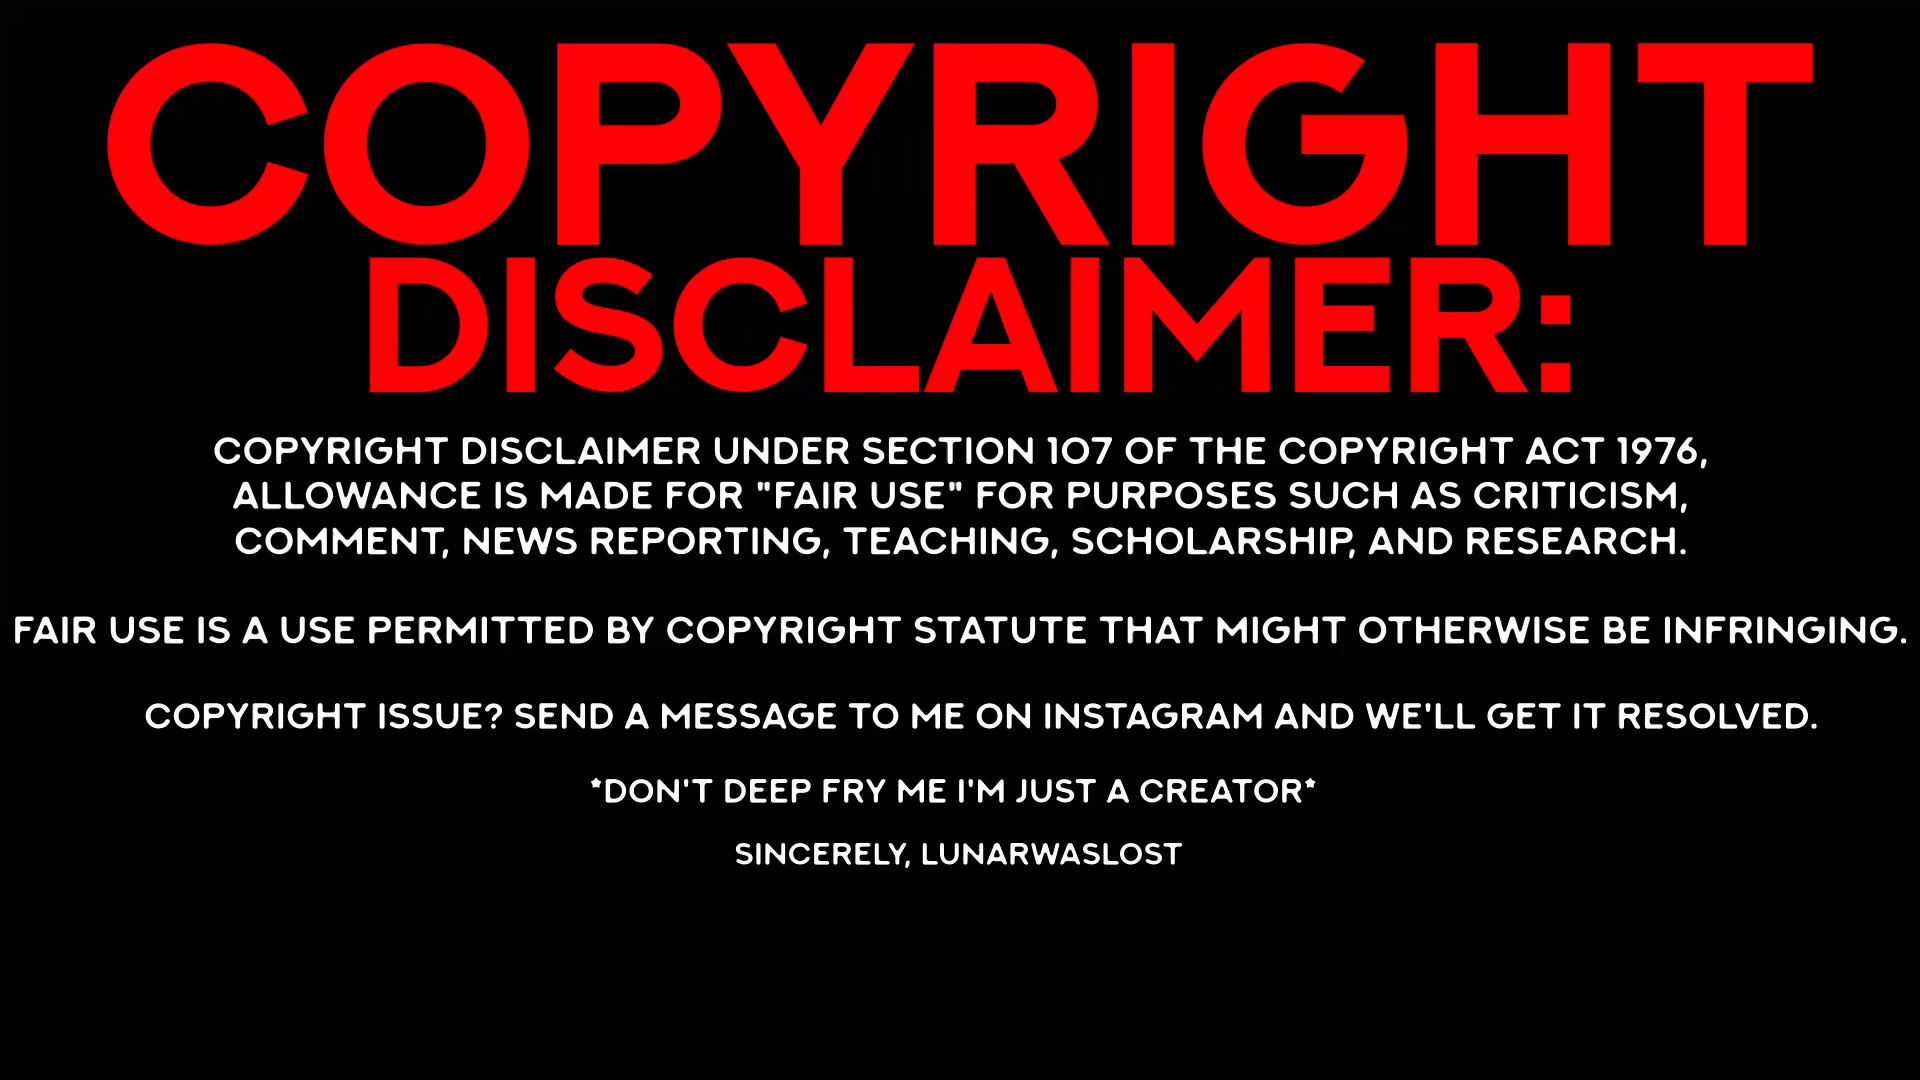 COPYRIGHT
DISCLAIMER:
COPYRIGHT DISCLAIMER UNDER SECTION 107 OF THE COPYRIGHT ACT 1976,
ALLOWANCE IS MADE FOR "FAIR USE" FOR PURPOSES SUCH AS CRITICISM,
COMMENT, NEWS REPORTING, TEACHING, SCHOLARSHIP, AND RESEARCH.
FAIR USE IS A USE PERMITTED BY COPYRIGHT STATUTE THAT MIGHT OTHERWISE BE INFRINGING.
COPYRIGHT ISSUE? SEND A MESSAGE TO ME ON INSTAGRAM AND WE'LL GET IT RESOLVED.
*DON'T DEEP FRY ME I'M JUST A CREATOR*
SINCERELY, LUNARWASLOST